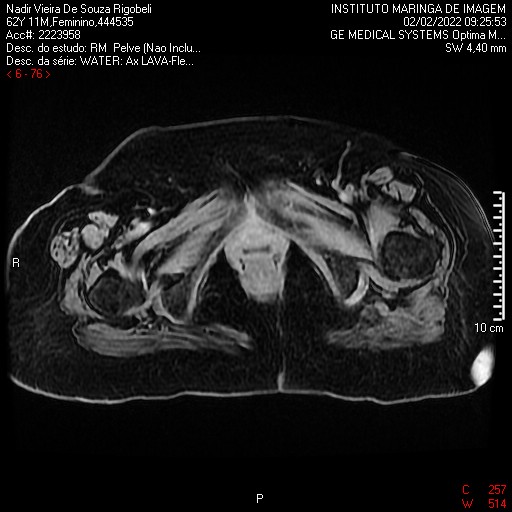 Nadir Vieira De Souza Rigobeli
62Y 11M,Feminino,444535
Acc#: 2223958
Desc. do estudo: RM  Pelve (Nao Inclu...
Desc. da série: WATER: Ax LAVA-Fle...
< 6 - 76 >
INSTITUTO MARINGA DE IMAGEM
02/02/2022 09:25:53
GE MEDICAL SYSTEMS Optima M...
SW 4,40 mm
R
10 cm
P
C 257
W 514